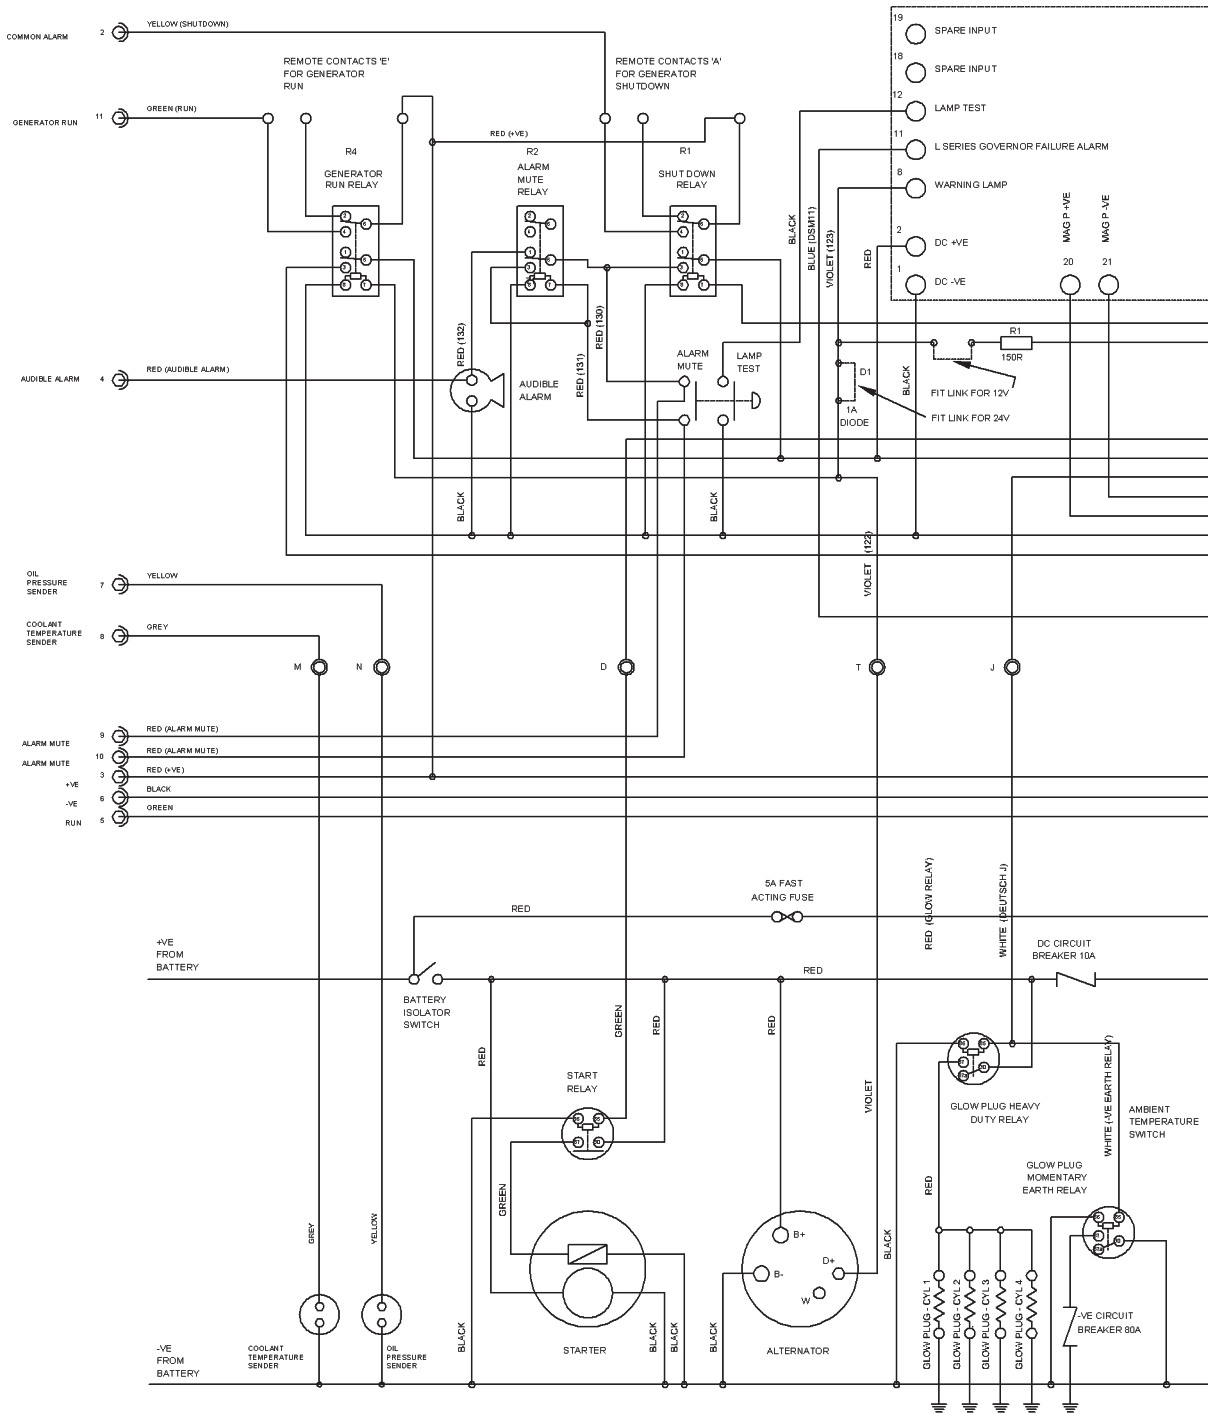 19
SPARE INPUT
18
SPARE INPUT
12
LAMP TEST
11
L SERIES GOVERNOR FAILURE ALARM
8
WARNING LAMP
2
DC +VE
1
DC -VE
MAG P +VE
20
MAG P -VE
21
COMMON ALARM
2
YELLOW (SHUTDOWN)
REMOTE CONTACTS 'E'
FOR GENERATOR
RUN
REMOTE CONTACTS 'A'
FOR GENERATOR
SHUTDOWN
GENERATOR RUN
11
GREEN (RUN)
RED (+VE)
R4
GENERATOR
RUN RELAY
R2
ALARM
MUTE
RELAY
R1
SHUT DOWN
RELAY
BLACK
BLUE (DSM11)
VIOLET (123)
RED
RED (132)
RED (131)
RED (130)
AUDIBLE ALARM
4
RED (AUDIBLE ALARM)
AUDIBLE
ALARM
ALARM
MUTE
LAMP
TEST
D1
1A
DIODE
BLACK
R1
150R
FIT LINK FOR 12V
FIT LINK FOR 24V
BLACK
BLACK
VIOLET (122)
OIL
PRESSURE
SENDER
7
YELLOW
COOLANT
TEMPERATURE
SENDER
8
GREY
M
N
D
T
J
ALARM MUTE
9
RED (ALARM MUTE)
ALARM MUTE
10
RED (ALARM MUTE)
+VE
3
RED (+VE)
-VE
6
BLACK
RUN
5
GREEN
5A FAST
ACTING FUSE
RED
RED (GLOW RELAY)
WHITE (DEUTSCH J)
+VE
FROM
BATTERY
BATTERY
ISOLATOR
SWITCH
RED
DC CIRCUIT
BREAKER 10A
RED
GREEN
RED
RED
START
RELAY
VIOLET
GLOW PLUG HEAVY
DUTY RELAY
WHITE (-VE EARTH RELAY)
AMBIENT
TEMPERATURE
SWITCH
GLOW PLUG
MOMENTARY
EARTH RELAY
RED
GREEN
GREY
YELLOW
BLACK
B+
B-
D+
W
BLACK
BLACK
BLACK
BLACK
GLOW PLUG - CYL 1
GLOW PLUG - CYL 2
GLOW PLUG - CYL 3
GLOW PLUG - CYL 4
-VE CIRCUIT
BREAKER 80A
-VE
FROM
BATTERY
COOLANT
TEMPERATURE
SENDER
OIL
PRESSURE
SENDER
STARTER
ALTERNATOR